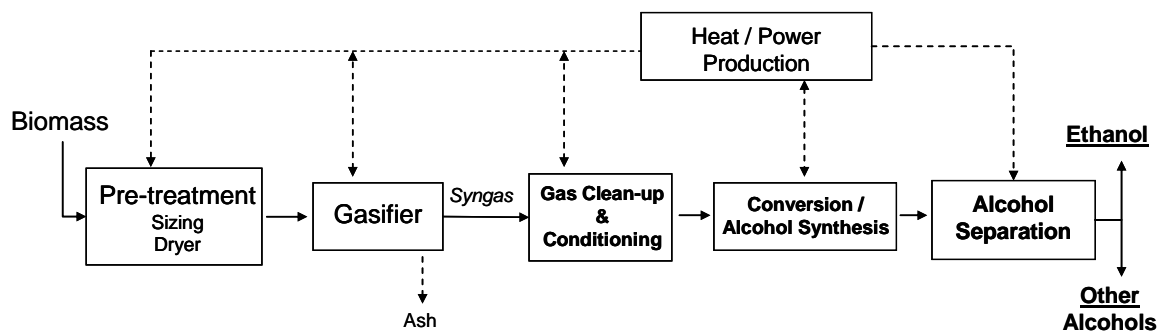 Heat / Power
Production
Biomass
Pre-treatment
Sizing
Dryer
Gasifier
Syngas
Gas Clean-up
&
Conditioning
Conversion /
Alcohol Synthesis
Alcohol
Separation
Ethanol
Other
Alcohols
Ash